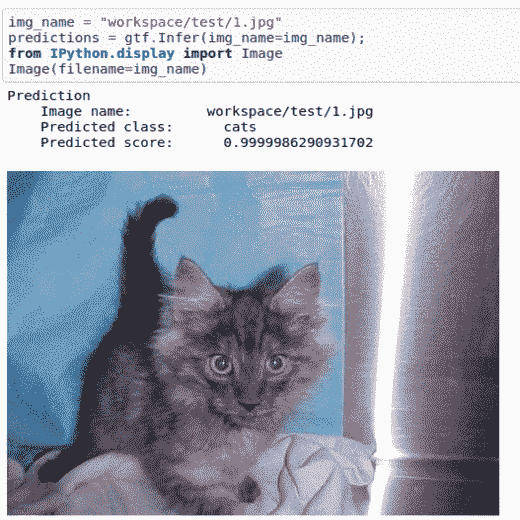 img_name = "workspace/test/1.jpg"
predictions = gtf.Infer(img_name=img_name);
from IPython.display import Image
Image(filename=img_name)
Prediction
Image name: workspace/test/1.jpg
Predicted class: cats
Predicted score: 0.9999986290931702